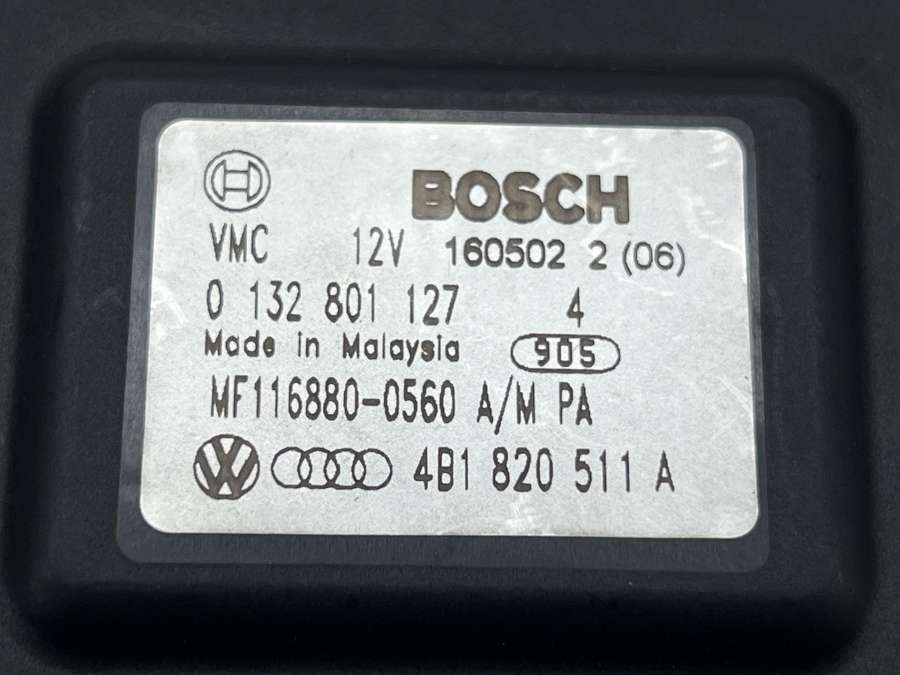 BOSCH
VMC 12V 160502 2 (06)
0 132 801 127 4
Made in Malaysia 905
MF116880-0560 A/M PA
VW 4B1 820 511 A